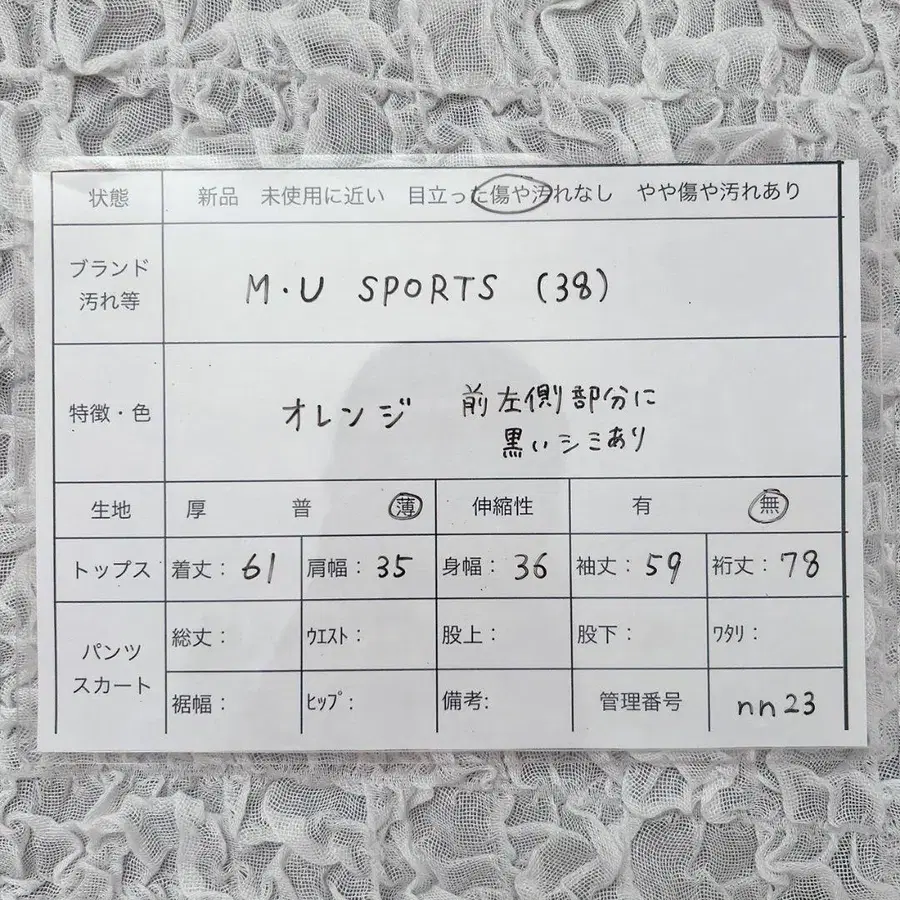 状態 新品 未使用に近い 目立った傷や汚れなし やや傷や汚れあり
ブランド
汚れ等
M・U SPORTS (38)
特徴・色
オレンジ 前左側部分に
黒いシミあり
生地 厚 普 薄 伸縮性 有 無
トップス 着丈: 61 肩幅: 35 身幅: 36 袖丈: 59 裄丈: 78
パンツ
スカート
総丈: ウエスト: 股上: 股下: ワタリ:
裾幅: ヒップ: 備考: 管理番号 nn23